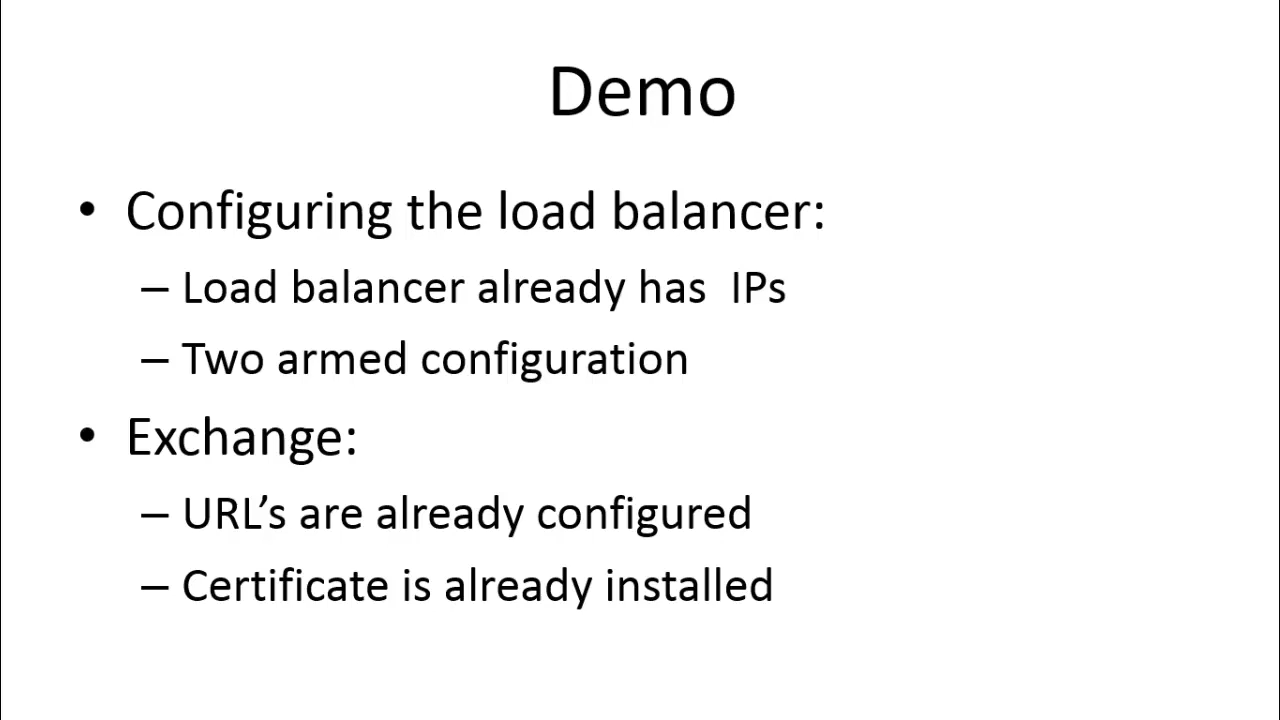 Demo
• Configuring the load balancer:
– Load balancer already has  IPs
– Two armed configuration
• Exchange:
– URL’s are already configured
– Certificate is already installed